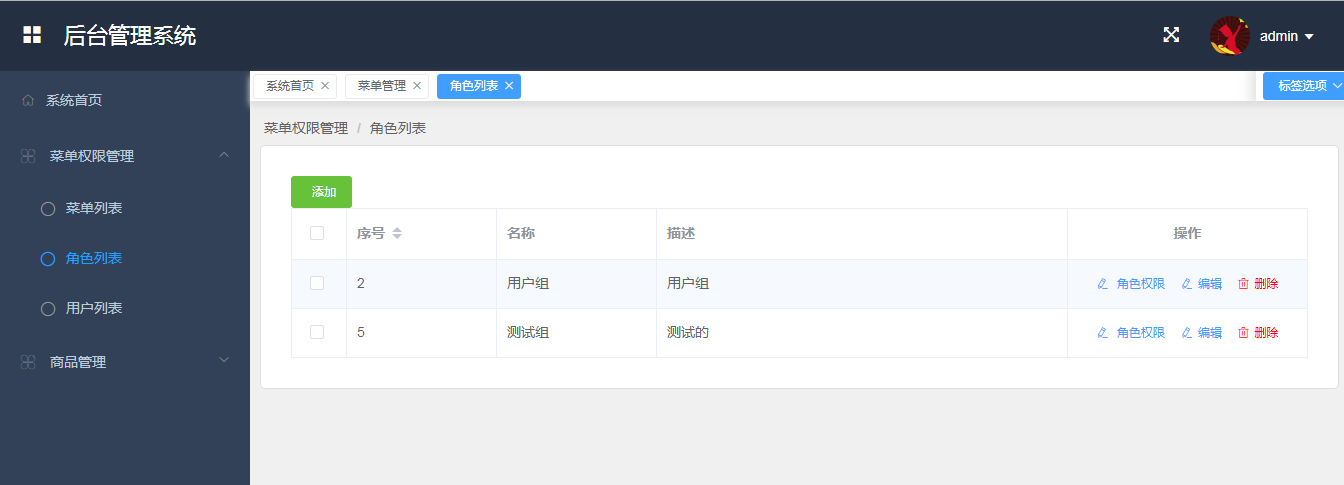 后台管理系统
admin
系统首页
菜单管理
角色列表
标签选项
系统首页
菜单权限管理
菜单列表
角色列表
用户列表
商品管理
菜单权限管理 / 角色列表
添加
序号 名称 描述 操作
2 用户组 用户组 角色权限 编辑 删除
5 测试组 测试的 角色权限 编辑 删除